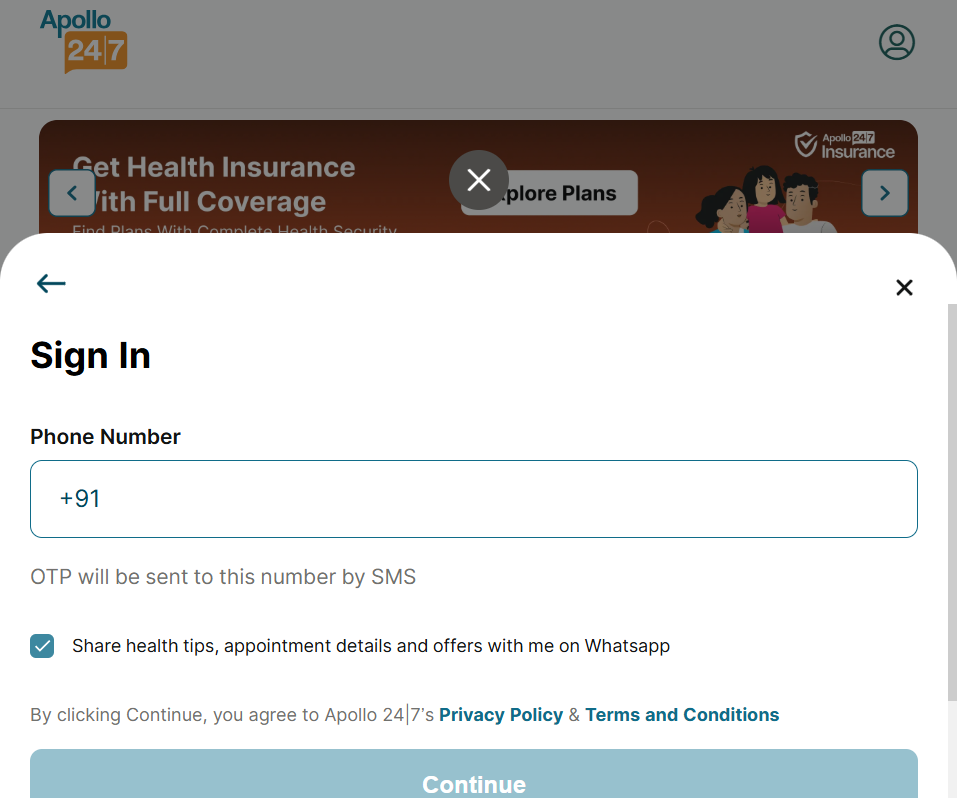 Apollo
24|7
Get Health Insurance
With Full Coverage
Find Plans With Complete Health Security
plore Plans
Apollo 24|7
Insurance
Sign In
Phone Number
+91
OTP will be sent to this number by SMS
Share health tips, appointment details and offers with me on Whatsapp
By clicking Continue, you agree to Apollo 24|7’s Privacy Policy & Terms and Conditions
Continue